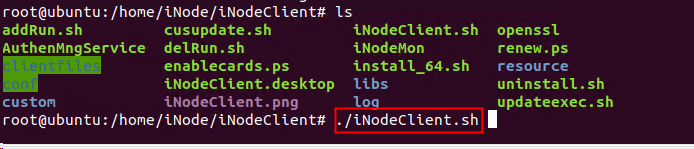 root@ubuntu:/home/iNode/iNodeClient# ls
addRun.sh cusupdate.sh iNodeClient.sh openssl
AuthenMngService delRun.sh iNodeMon renew.ps
clientfiles enablecards.ps install_64.sh resource
conf iNodeClient.desktop libs uninstall.sh
custom iNodeClient.png log updateexec.sh
root@ubuntu:/home/iNode/iNodeClient# ./iNodeClient.sh